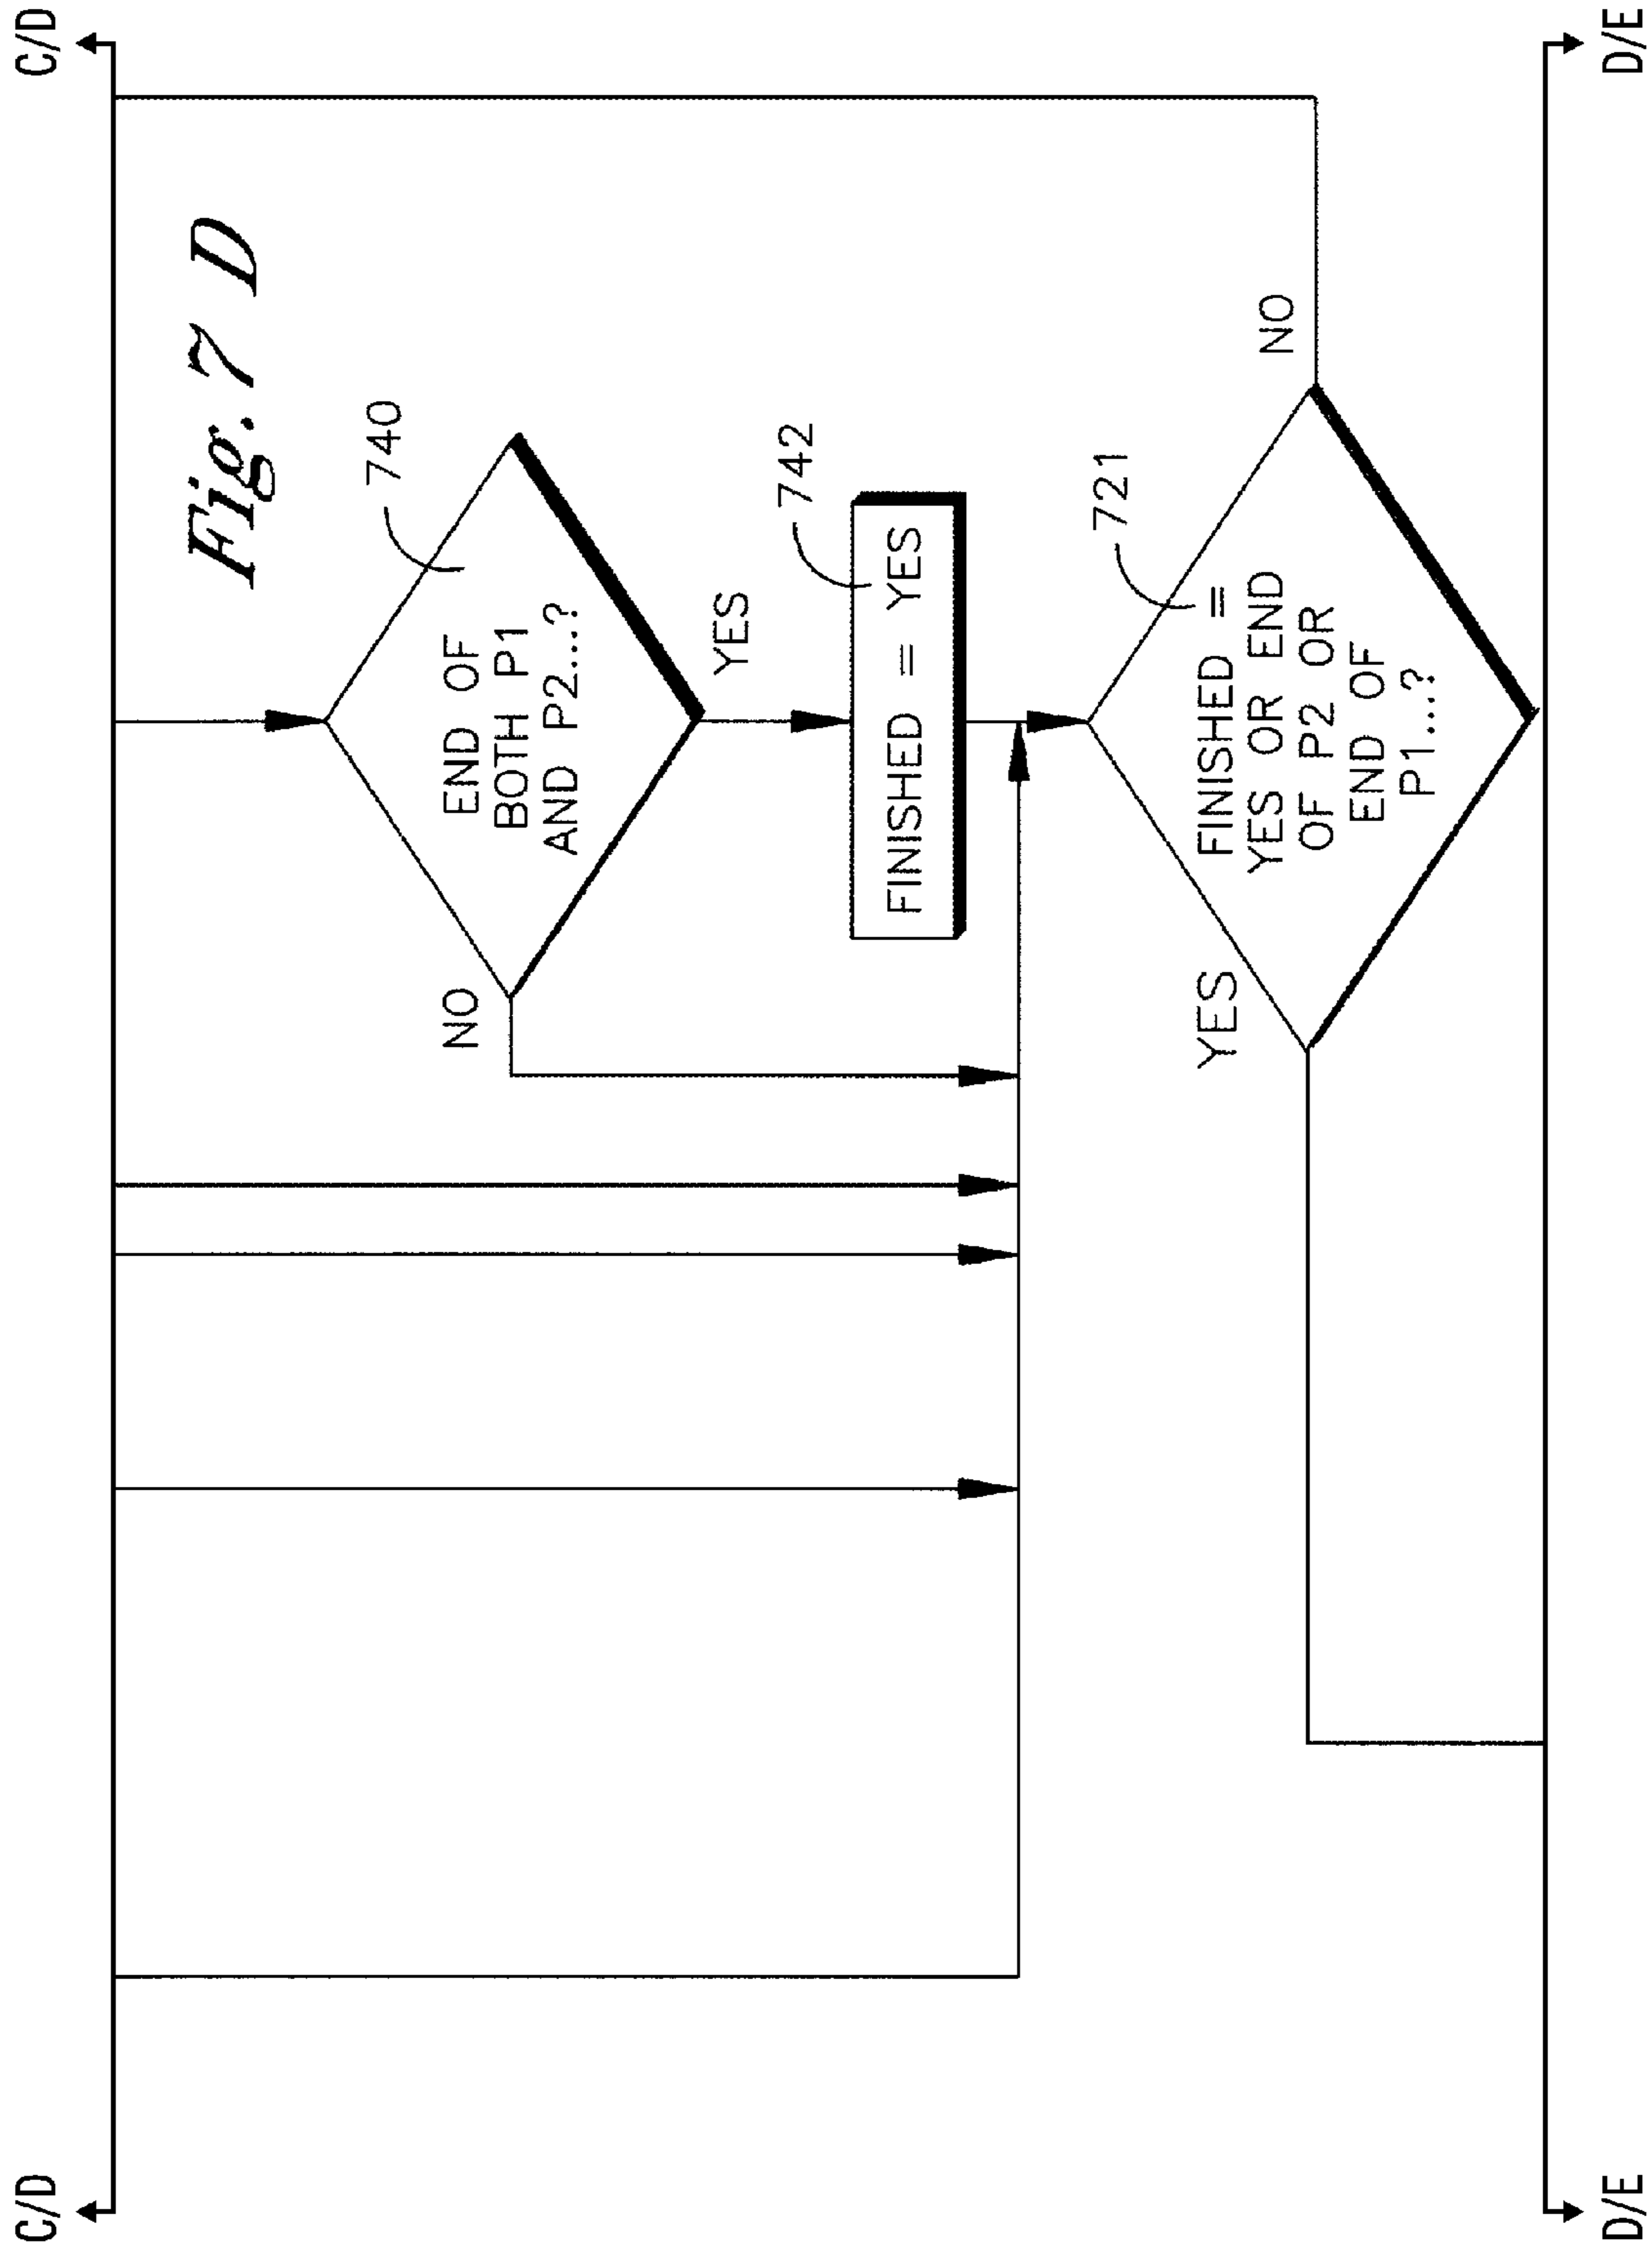 C/D
C/D
Fig. 7 D
740
END OF
BOTH P1
AND P2...?
NO
YES
742
FINISHED = YES
721
FINISHED =
YES OR END
OF P2 OR
END OF
P1...?
YES
NO
D/E
D/E